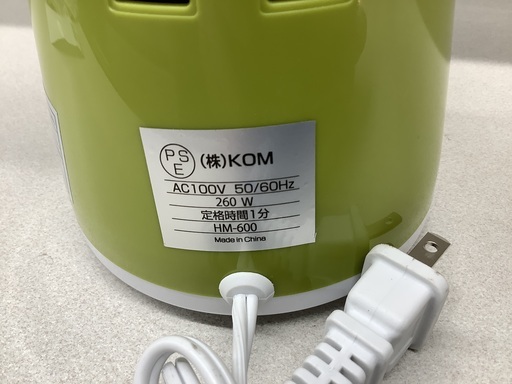 PSE (株)KOM
AC100V 50/60Hz
260 W
定格時間1分
HM-600
Made in China